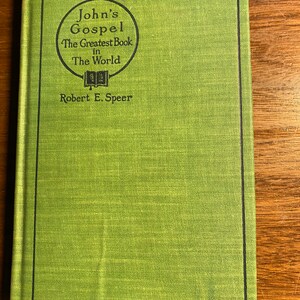 John's
Gospel
The Greatest Book
in
The World
Robert E. Speer